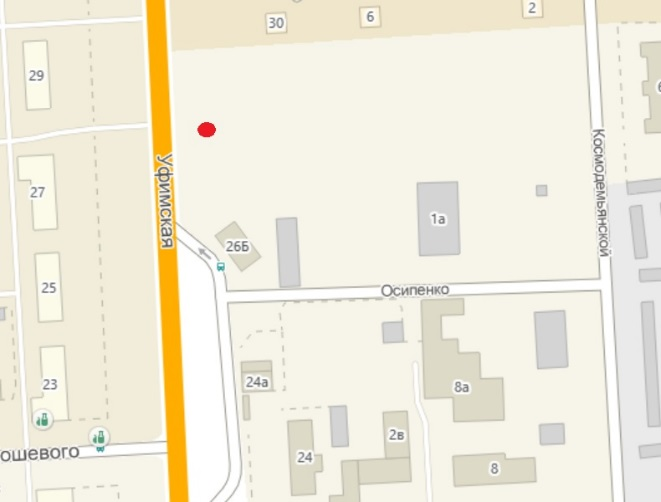 30
6
2
29
27
Уфимская
Космодемьянской
1а
26Б
25
Осипенко
23
24а
8а
ошевого
2в
24
8